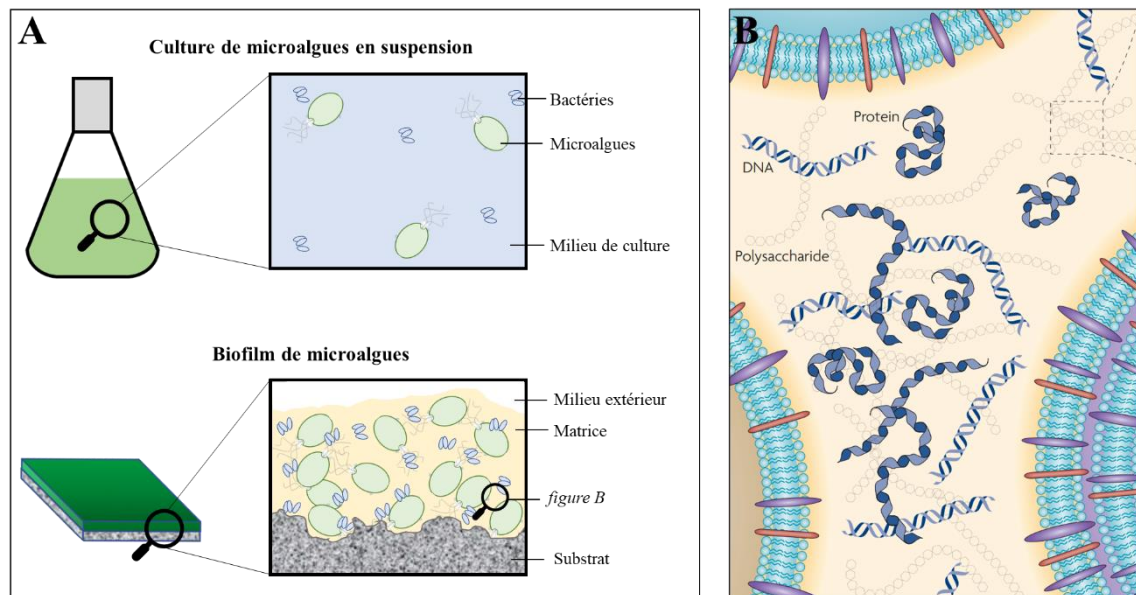 A
Culture de microalgues en suspension
Bactéries
Microalgues
Milieu de culture
Biofilm de microalgues
Milieu extérieur
Matrice
figure B
Substrat
B
Protein
DNA
Polysaccharide